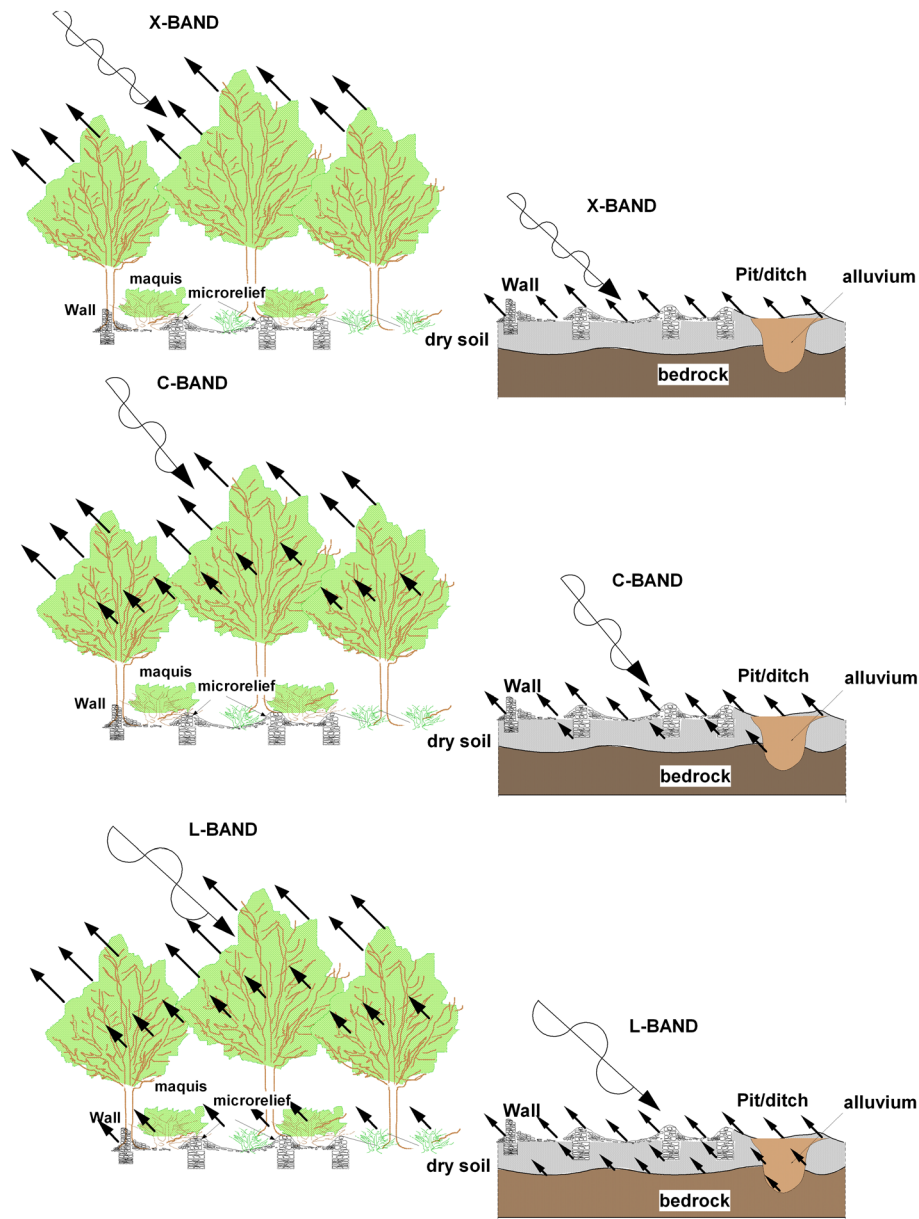 X-BAND
maquis
microrelief
Wall
dry soil
X-BAND
Wall
Pit/ditch
alluvium
bedrock
C-BAND
maquis
microrelief
Wall
dry soil
C-BAND
Wall
Pit/ditch
alluvium
bedrock
L-BAND
maquis
microrelief
Wall
dry soil
L-BAND
Wall
Pit/ditch
alluvium
bedrock